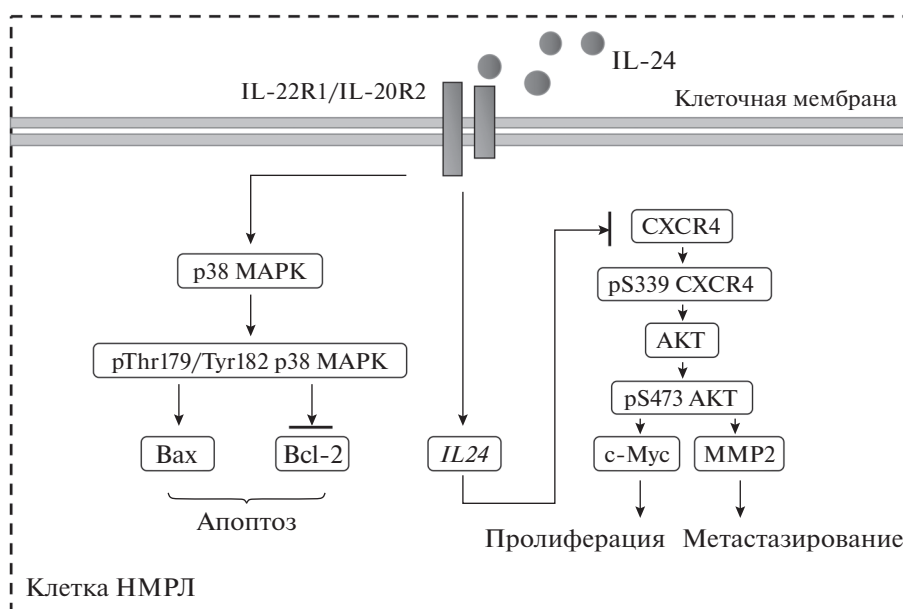 IL-24
IL-22R1/IL-20R2
Клеточная мембрана
p38 MAPK
pThr179/Tyr182 p38 MAPK
Bax
Bcl-2
Апоптоз
IL24
CXCR4
pS339 CXCR4
AKT
pS473 AKT
c-Myc
MMP2
Пролиферация
Метастазирование
Клетка НМРЛ